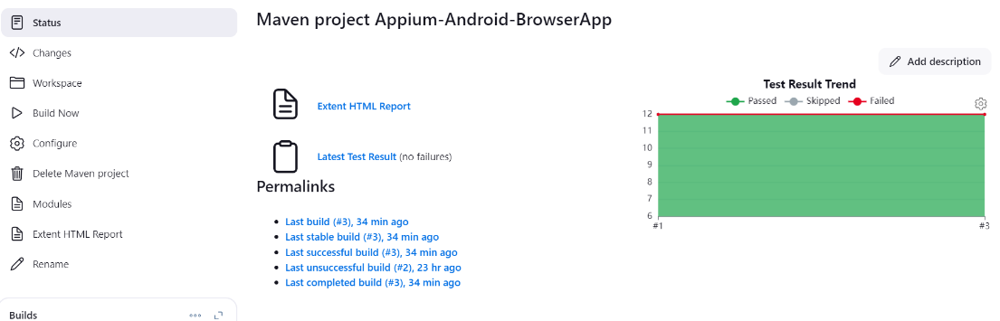 Status
Changes
Workspace
Build Now
Configure
Delete Maven project
Modules
Extent HTML Report
Rename
Builds
Maven project Appium-Android-BrowserApp
Add description
Extent HTML Report
Latest Test Result (no failures)
Permalinks
Last build (#3), 34 min ago
Last stable build (#3), 34 min ago
Last successful build (#3), 34 min ago
Last unsuccessful build (#2), 23 hr ago
Last completed build (#3), 34 min ago
Test Result Trend
Passed Skipped Failed
12
11
10
9
8
7
6
#1 #3